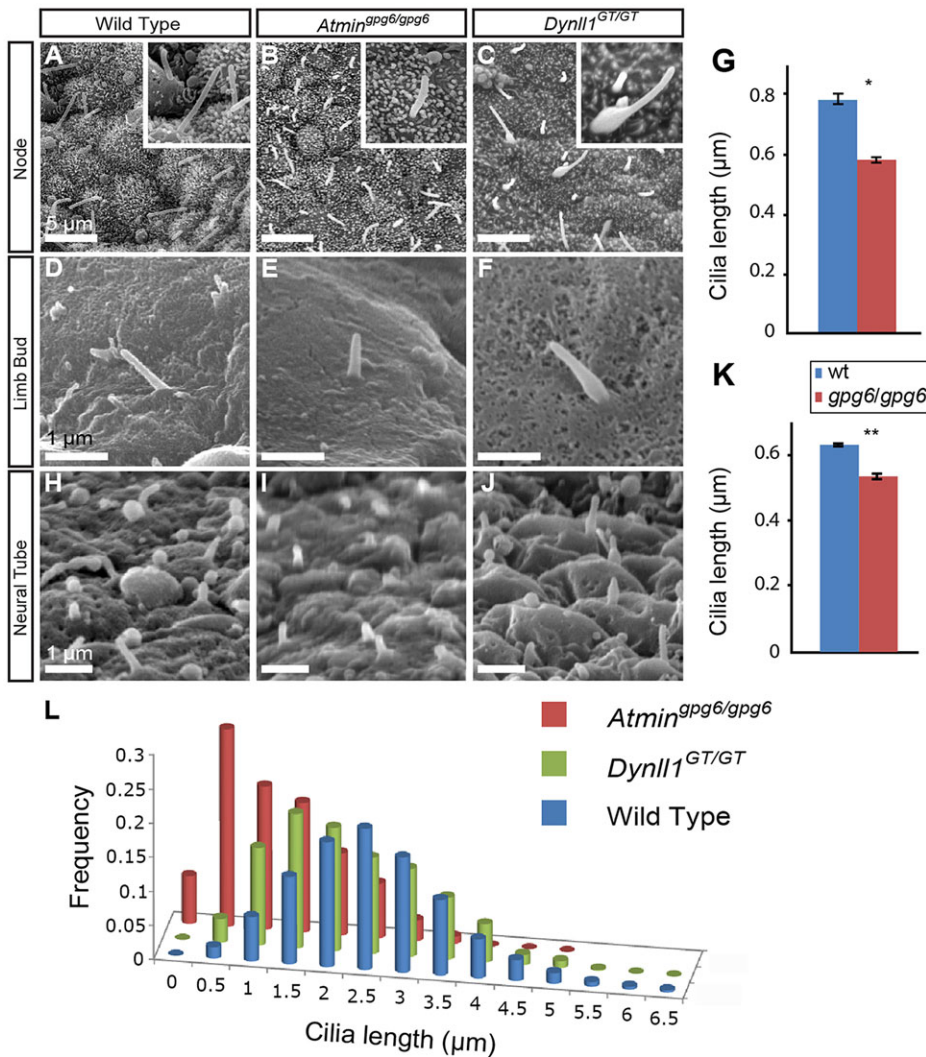 Wild Type
Atmin^gpg6/gpg6
Dynll1^GT/GT
Node
A
5 µm
B
C
Limb Bud
D
1 µm
E
F
Neural Tube
H
1 µm
I
J
G
Cilia length (µm)
0.8
0.6
0.4
0.2
0
*
K
wt
gpg6/gpg6
Cilia length (µm)
0.6
0.4
0.2
0
**
L
Atmin^gpg6/gpg6
Dynll1^GT/GT
Wild Type
Frequency
0.3
0.25
0.2
0.15
0.1
0.05
0
0 0.5 1 1.5 2 2.5 3 3.5 4 4.5 5 5.5 6 6.5
Cilia length (µm)